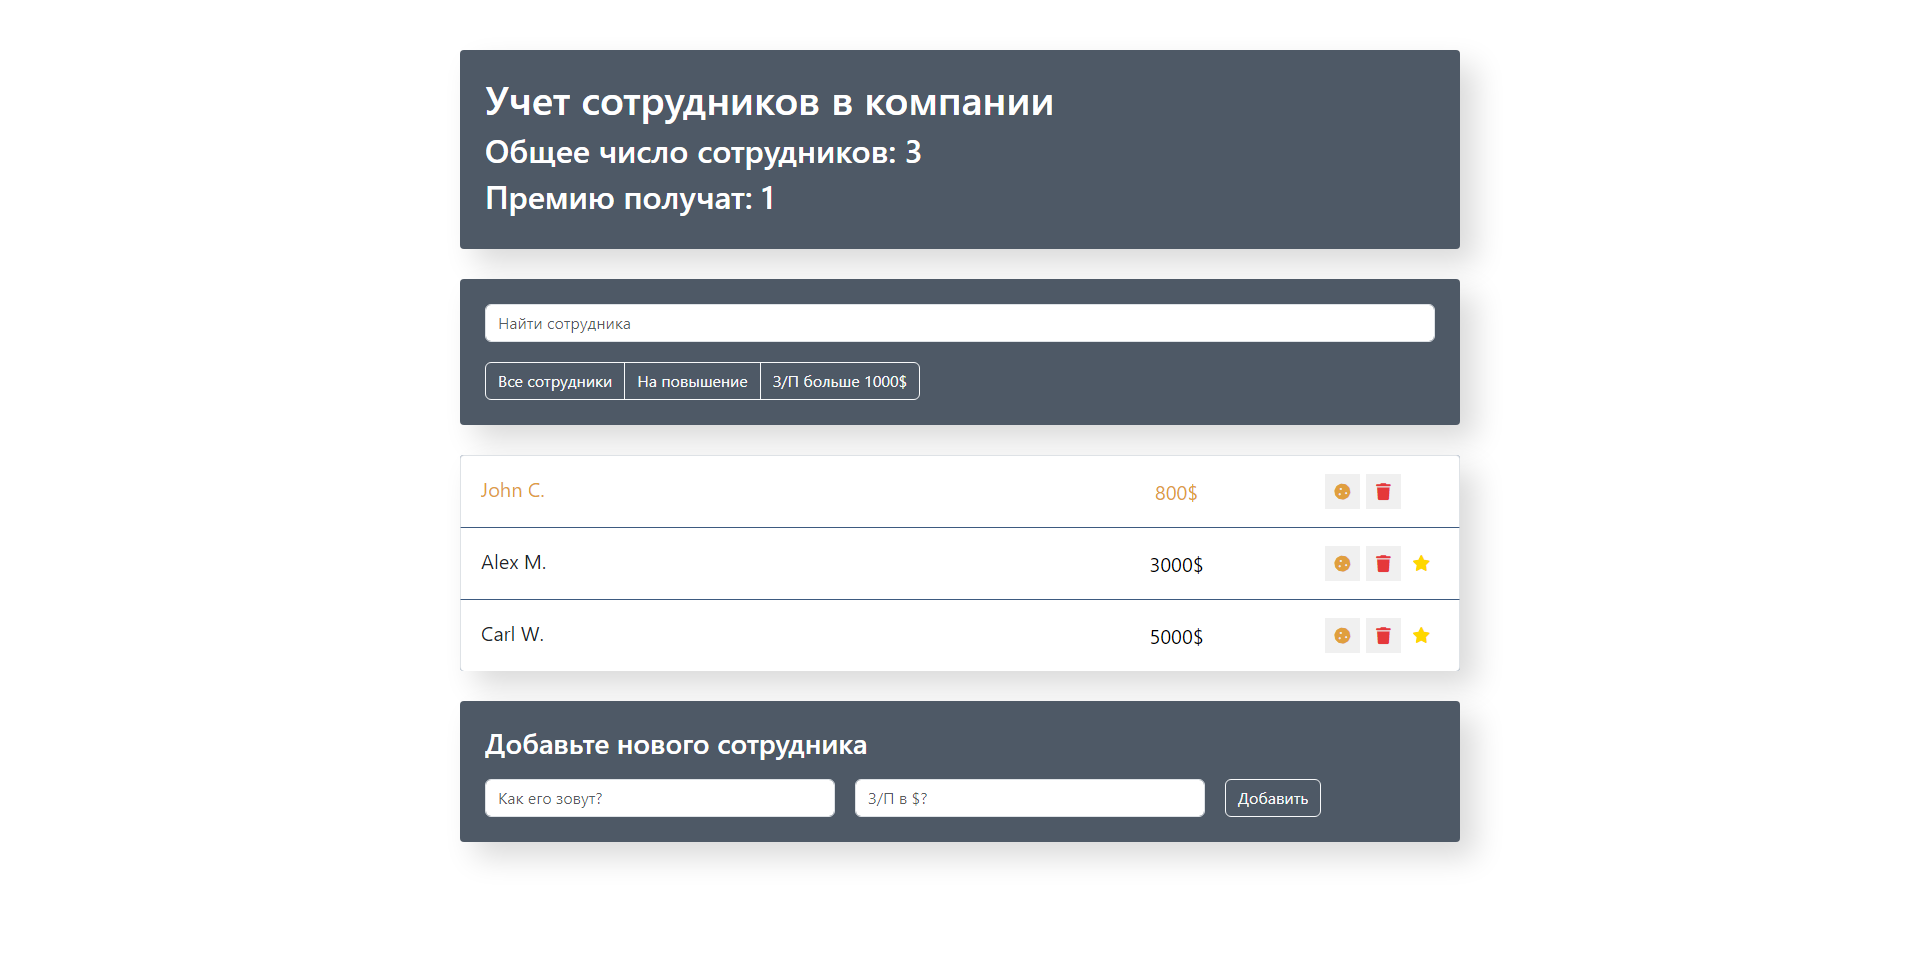 Учет сотрудников в компании
Общее число сотрудников: 3
Премию получат: 1
Найти сотрудника
Все сотрудники На повышение З/П больше 1000$
John C. 800$
Alex M. 3000$
Carl W. 5000$
Добавьте нового сотрудника
Как его зовут? З/П в $? Добавить